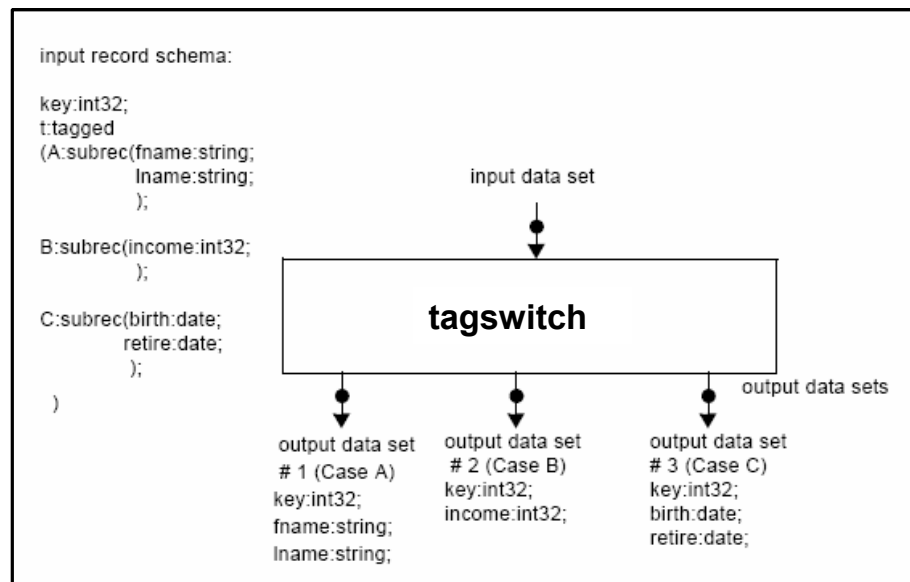 input record schema:
key:int32;
t:tagged
(A:subrec(fname:string;
lname:string;
);
B:subrec(income:int32;
);
C:subrec(birth:date;
retire:date;
);
)
input data set
tagswitch
output data sets
output data set
# 1 (Case A)
key:int32;
fname:string;
lname:string;
output data set
# 2 (Case B)
key:int32;
income:int32;
output data set
# 3 (Case C)
key:int32;
birth:date;
retire:date;